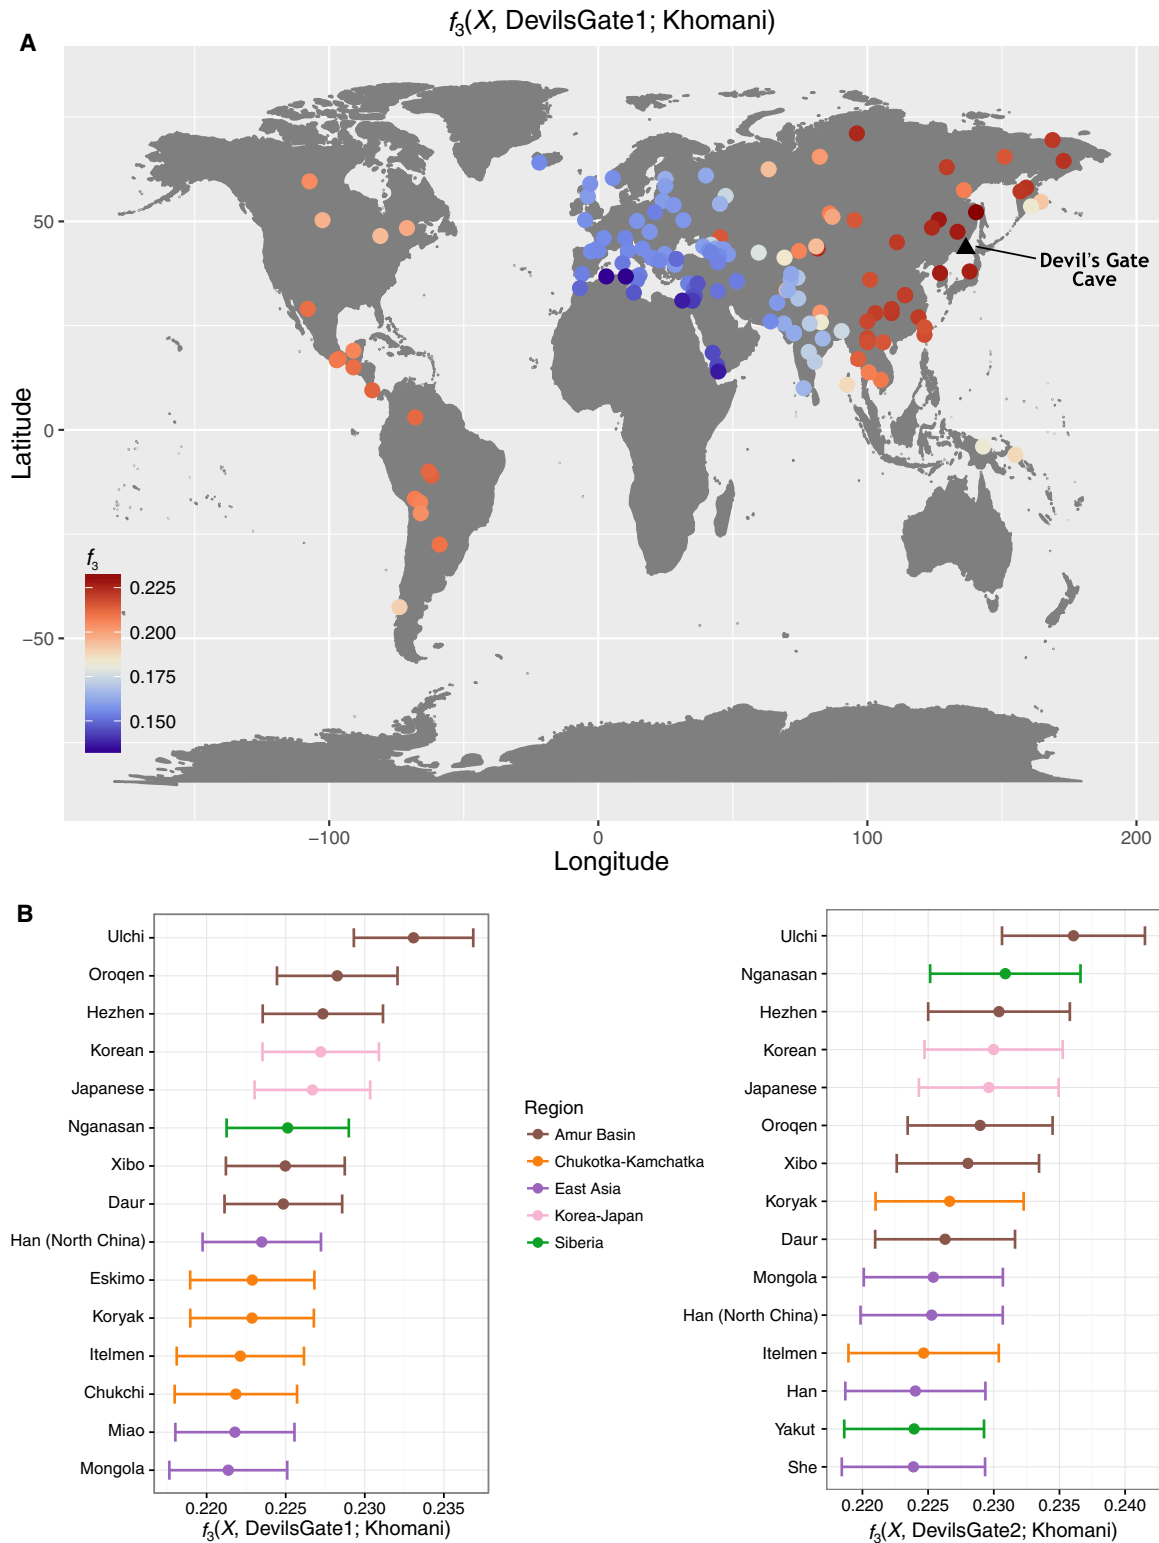 f3(X, DevilsGate1; Khomani)
A
50
0
−50
Latitude
Devil's Gate
Cave
f3
0.225
0.200
0.175
0.150
−100
0
100
200
Longitude
B
Ulchi
Oroqen
Hezhen
Korean
Japanese
Nganasan
Xibo
Daur
Han (North China)
Eskimo
Koryak
Itelmen
Chukchi
Miao
Mongola
0.220
0.225
0.230
0.235
f3(X, DevilsGate1; Khomani)
Region
Amur Basin
Chukotka-Kamchatka
East Asia
Korea-Japan
Siberia
Ulchi
Nganasan
Hezhen
Korean
Japanese
Oroqen
Xibo
Koryak
Daur
Mongola
Han (North China)
Itelmen
Han
Yakut
She
0.220
0.225
0.230
0.235
0.240
f3(X, DevilsGate2; Khomani)